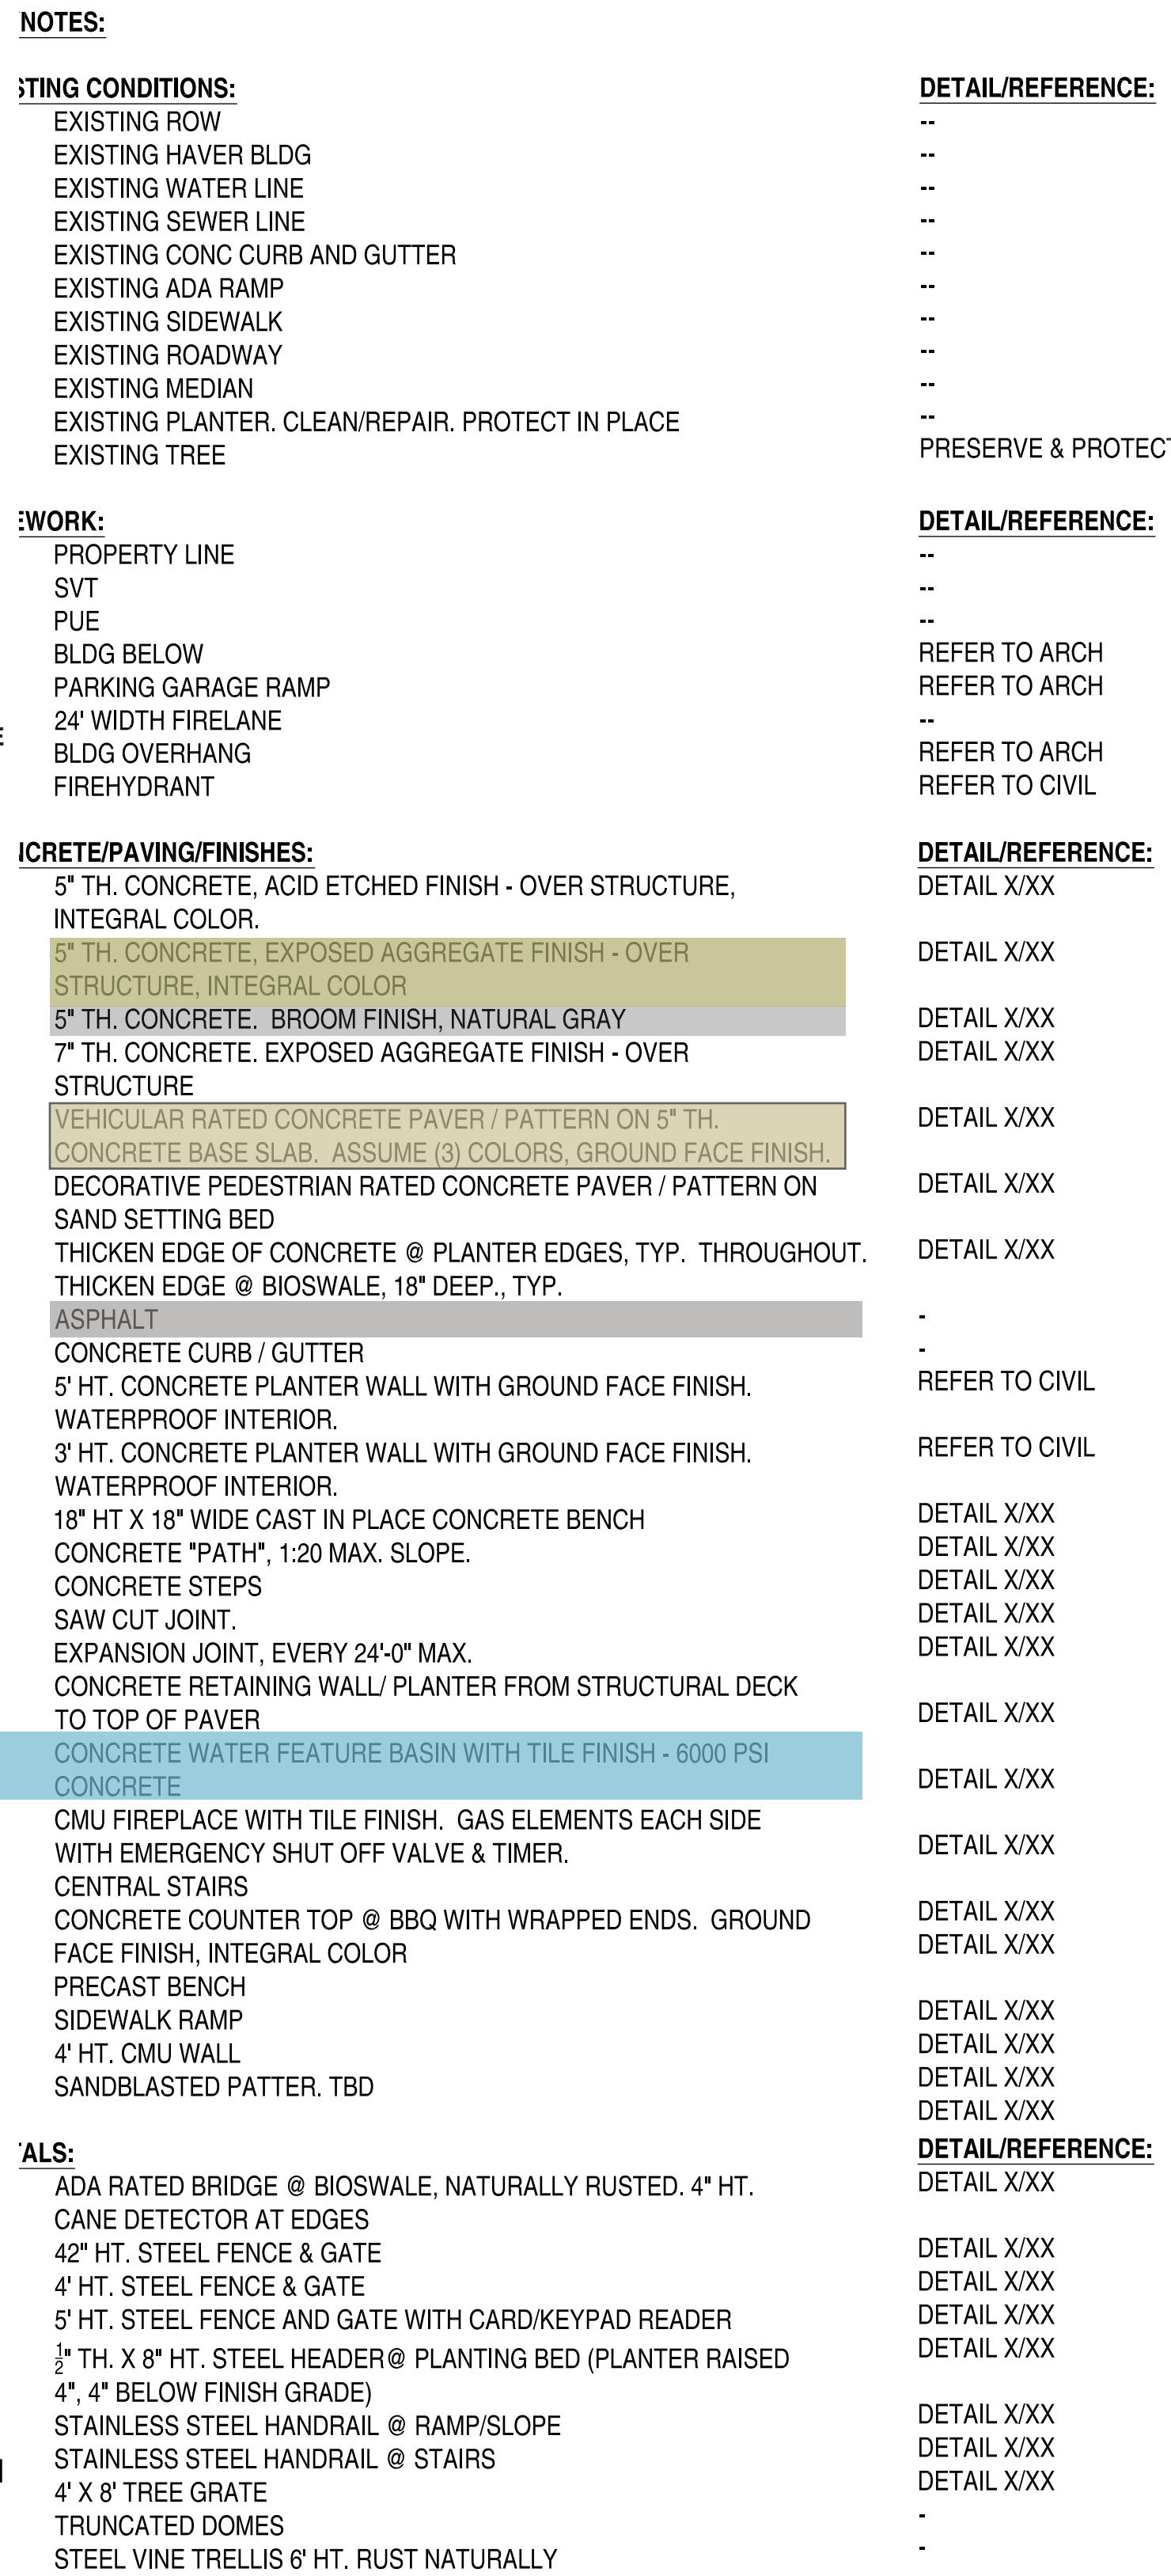 NOTES:
STING CONDITIONS: DETAIL/REFERENCE:
EXISTING ROW --
EXISTING HAVER BLDG --
EXISTING WATER LINE --
EXISTING SEWER LINE --
EXISTING CONC CURB AND GUTTER --
EXISTING ADA RAMP --
EXISTING SIDEWALK --
EXISTING ROADWAY --
EXISTING MEDIAN --
EXISTING PLANTER. CLEAN/REPAIR. PROTECT IN PLACE --
EXISTING TREE PRESERVE & PROTECT
EWORK: DETAIL/REFERENCE:
PROPERTY LINE --
SVT --
PUE --
BLDG BELOW REFER TO ARCH
PARKING GARAGE RAMP REFER TO ARCH
24' WIDTH FIRELANE --
BLDG OVERHANG REFER TO ARCH
FIREHYDRANT REFER TO CIVIL
NCRETE/PAVING/FINISHES: DETAIL/REFERENCE:
5" TH. CONCRETE, ACID ETCHED FINISH - OVER STRUCTURE, DETAIL X/XX
INTEGRAL COLOR.
5" TH. CONCRETE, EXPOSED AGGREGATE FINISH - OVER DETAIL X/XX
STRUCTURE, INTEGRAL COLOR
5" TH. CONCRETE. BROOM FINISH, NATURAL GRAY DETAIL X/XX
7" TH. CONCRETE. EXPOSED AGGREGATE FINISH - OVER DETAIL X/XX
STRUCTURE
VEHICULAR RATED CONCRETE PAVER / PATTERN ON 5" TH. DETAIL X/XX
CONCRETE BASE SLAB. ASSUME (3) COLORS, GROUND FACE FINISH.
DECORATIVE PEDESTRIAN RATED CONCRETE PAVER / PATTERN ON DETAIL X/XX
SAND SETTING BED
THICKEN EDGE OF CONCRETE @ PLANTER EDGES, TYP. THROUGHOUT. DETAIL X/XX
THICKEN EDGE @ BIOSWALE, 18" DEEP., TYP.
ASPHALT -
CONCRETE CURB / GUTTER -
5' HT. CONCRETE PLANTER WALL WITH GROUND FACE FINISH. REFER TO CIVIL
WATERPROOF INTERIOR.
3' HT. CONCRETE PLANTER WALL WITH GROUND FACE FINISH. REFER TO CIVIL
WATERPROOF INTERIOR.
18" HT X 18" WIDE CAST IN PLACE CONCRETE BENCH DETAIL X/XX
CONCRETE "PATH", 1:20 MAX. SLOPE. DETAIL X/XX
CONCRETE STEPS DETAIL X/XX
SAW CUT JOINT. DETAIL X/XX
EXPANSION JOINT, EVERY 24'-0" MAX. DETAIL X/XX
CONCRETE RETAINING WALL/ PLANTER FROM STRUCTURAL DECK
TO TOP OF PAVER DETAIL X/XX
CONCRETE WATER FEATURE BASIN WITH TILE FINISH - 6000 PSI
CONCRETE DETAIL X/XX
CMU FIREPLACE WITH TILE FINISH. GAS ELEMENTS EACH SIDE
WITH EMERGENCY SHUT OFF VALVE & TIMER. DETAIL X/XX
CENTRAL STAIRS
CONCRETE COUNTER TOP @ BBQ WITH WRAPPED ENDS. GROUND DETAIL X/XX
FACE FINISH, INTEGRAL COLOR DETAIL X/XX
PRECAST BENCH
SIDEWALK RAMP DETAIL X/XX
4' HT. CMU WALL DETAIL X/XX
SANDBLASTED PATTER. TBD DETAIL X/XX
DETAIL X/XX
TALS: DETAIL/REFERENCE:
ADA RATED BRIDGE @ BIOSWALE, NATURALLY RUSTED. 4" HT. DETAIL X/XX
CANE DETECTOR AT EDGES
42" HT. STEEL FENCE & GATE DETAIL X/XX
4' HT. STEEL FENCE & GATE DETAIL X/XX
5' HT. STEEL FENCE AND GATE WITH CARD/KEYPAD READER DETAIL X/XX
½" TH. X 8" HT. STEEL HEADER@ PLANTING BED (PLANTER RAISED DETAIL X/XX
4", 4" BELOW FINISH GRADE)
STAINLESS STEEL HANDRAIL @ RAMP/SLOPE DETAIL X/XX
STAINLESS STEEL HANDRAIL @ STAIRS DETAIL X/XX
4' X 8' TREE GRATE DETAIL X/XX
TRUNCATED DOMES -
STEEL VINE TRELLIS 6' HT. RUST NATURALLY -